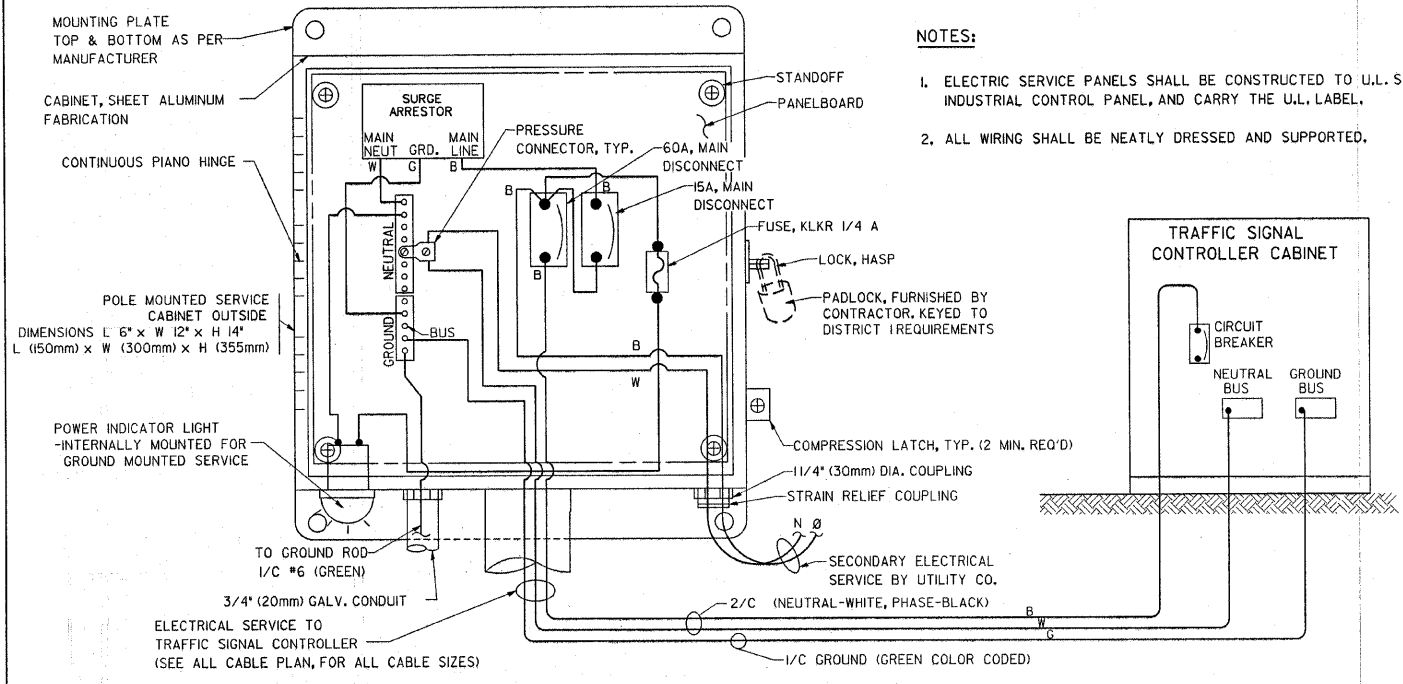 MOUNTING PLATE
TOP & BOTTOM AS PER
MANUFACTURER
CABINET, SHEET ALUMINUM
FABRICATION
CONTINUOUS PIANO HINGE
POLE MOUNTED SERVICE
CABINET OUTSIDE
DIMENSIONS L 6" x W 12" x H 14"
L (150mm) x W (300mm) x H (355mm)
POWER INDICATOR LIGHT
-INTERNALLY MOUNTED FOR
GROUND MOUNTED SERVICE
SURGE
ARRESTOR
MAIN
NEUT
GRD.
MAIN
LINE
W
G
B
NEUTRAL
GROUND
BUS
PRESSURE
CONNECTOR, TYP.
STANDOFF
PANELBOARD
60A, MAIN
DISCONNECT
15A, MAIN
DISCONNECT
B
B
B
FUSE, KLKR 1/4 A
LOCK, HASP
PADLOCK, FURNISHED BY
CONTRACTOR. KEYED TO
DISTRICT 1 REQUIREMENTS
B
W
COMPRESSION LATCH, TYP. (2 MIN. REQ'D)
1 1/4" (30mm) DIA. COUPLING
STRAIN RELIEF COUPLING
N Ø
SECONDARY ELECTRICAL
SERVICE BY UTILITY CO.
TO GROUND ROD
1/C #6 (GREEN)
3/4" (20mm) GALV. CONDUIT
ELECTRICAL SERVICE TO
TRAFFIC SIGNAL CONTROLLER
(SEE ALL CABLE PLAN, FOR ALL CABLE SIZES)
2/C (NEUTRAL-WHITE, PHASE-BLACK)
1/C GROUND (GREEN COLOR CODED)
B
W
G
NOTES:
1. ELECTRIC SERVICE PANELS SHALL BE CONSTRUCTED TO U.L. S
INDUSTRIAL CONTROL PANEL, AND CARRY THE U.L. LABEL.
2. ALL WIRING SHALL BE NEATLY DRESSED AND SUPPORTED.
TRAFFIC SIGNAL
CONTROLLER CABINET
CIRCUIT
BREAKER
NEUTRAL
BUS
GROUND
BUS